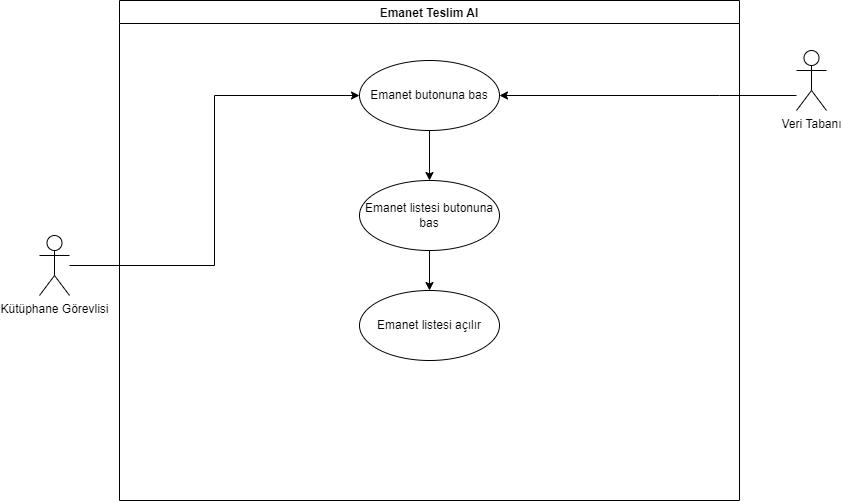 Emanet Teslim Al
Emanet butonuna bas
Veri Tabanı
Emanet listesi butonuna
bas
Kütüphane Görevlisi
Emanet listesi açılır